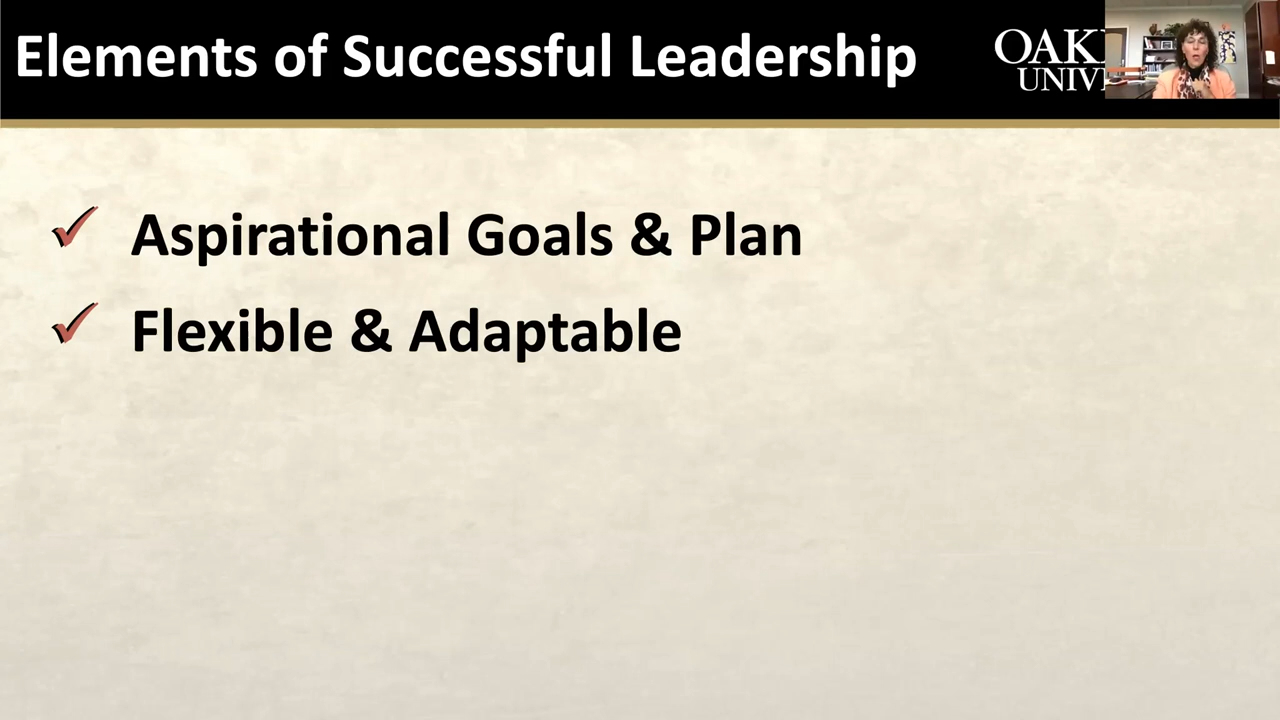 Elements of Successful Leadership
Aspirational Goals & Plan
Flexible & Adaptable